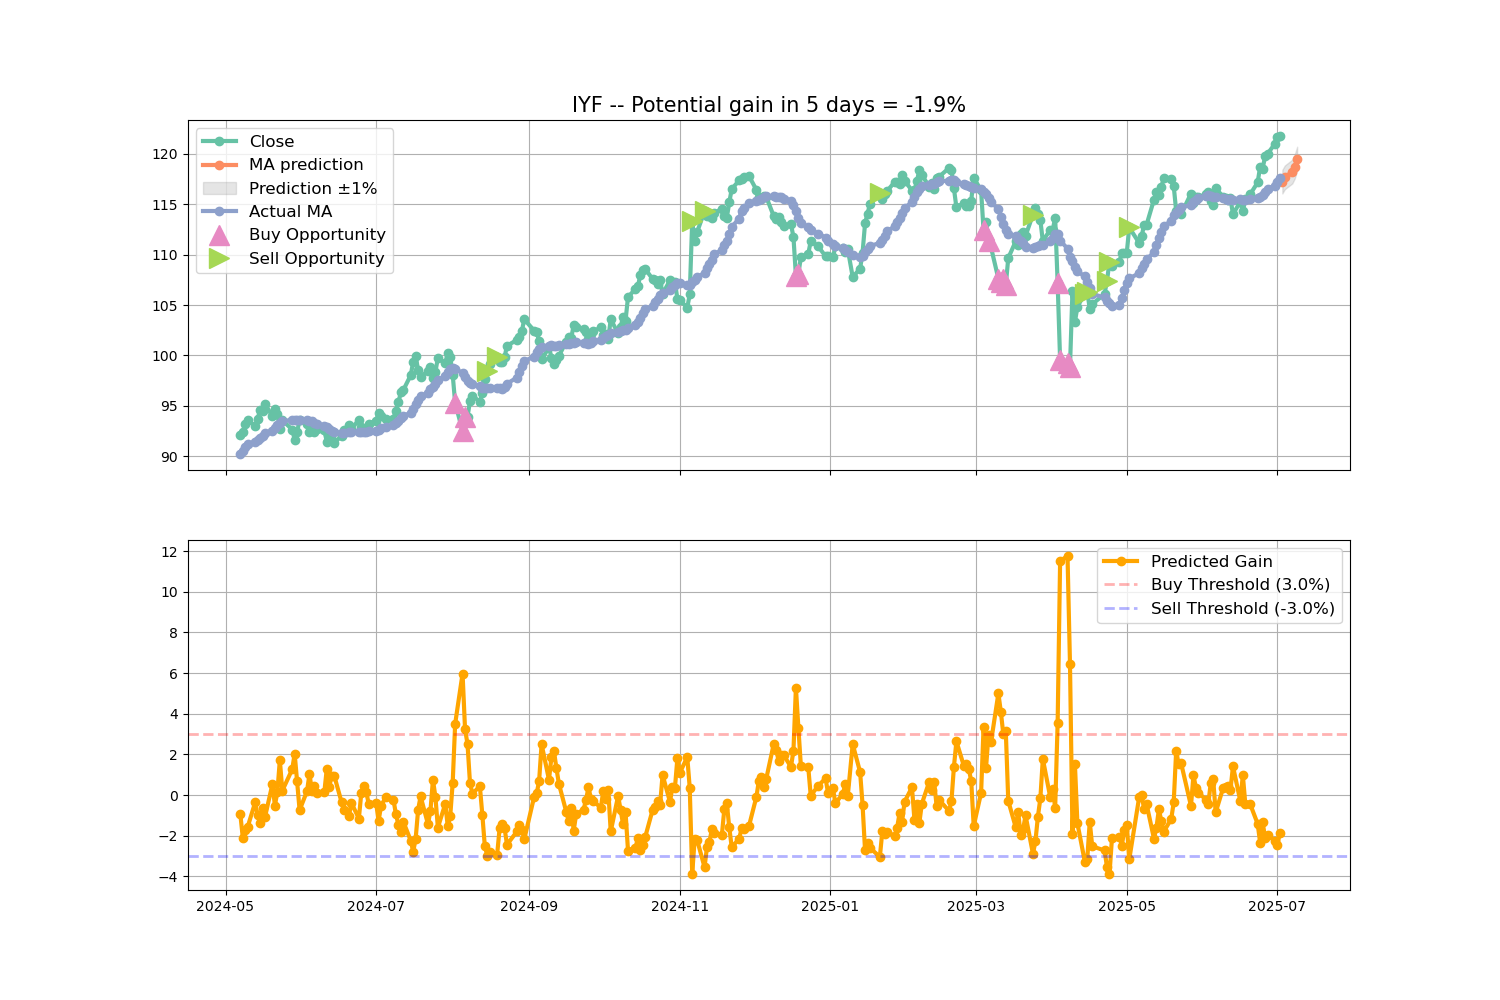 IYF -- Potential gain in 5 days = -1.9%
Close
MA prediction
Prediction ±1%
Actual MA
Buy Opportunity
Sell Opportunity
120
115
110
105
100
95
90
Predicted Gain
Buy Threshold (3.0%)
Sell Threshold (-3.0%)
12
10
8
6
4
2
0
−2
−4
2024-05 2024-07 2024-09 2024-11 2025-01 2025-03 2025-05 2025-07